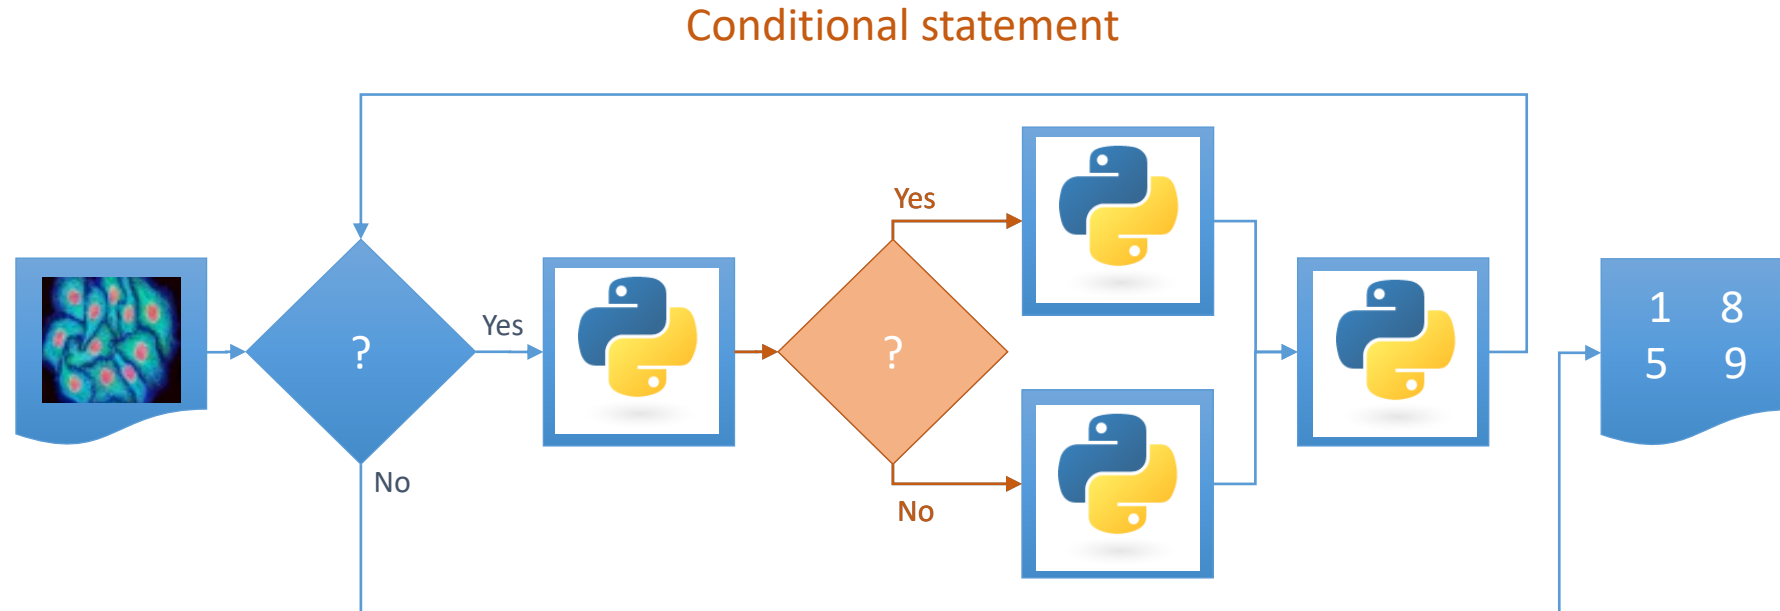 Conditional statement
Yes
?
Yes
?
1 8
5 9
No
No